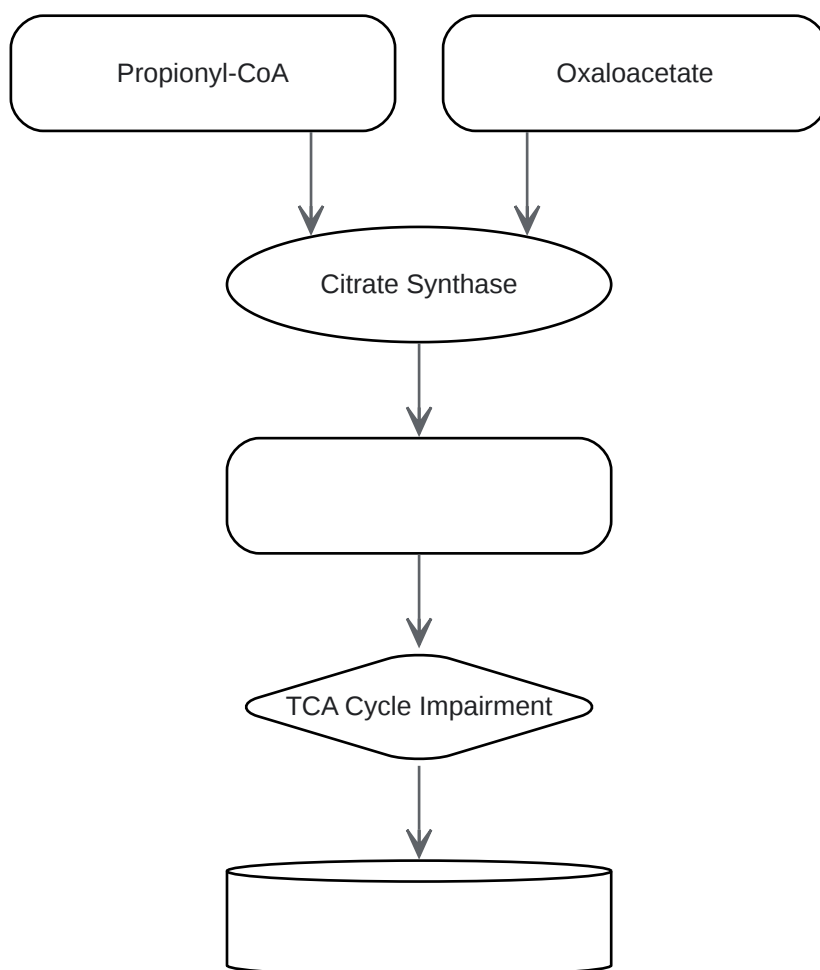 Propionyl-CoA
Oxaloacetate
Citrate Synthase
TCA Cycle Impairment